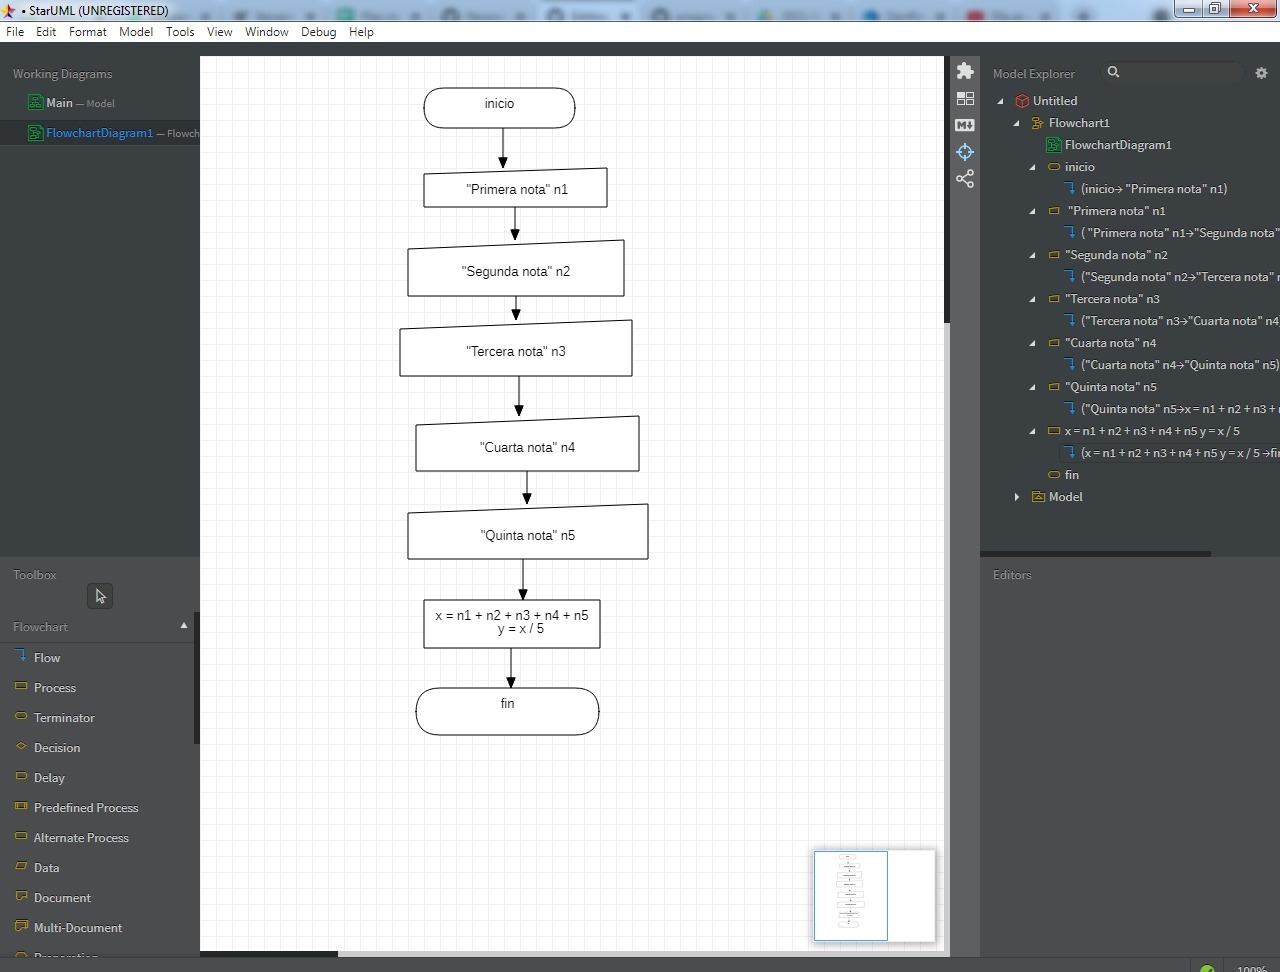 • StarUML (UNREGISTERED)
File Edit Format Model Tools View Window Debug Help
Working Diagrams
Main — Model
FlowchartDiagram1 — Flowch
Toolbox
Flowchart
Flow
Process
Terminator
Decision
Delay
Predefined Process
Alternate Process
Data
Document
Multi-Document
Preparation
inicio
"Primera nota" n1
"Segunda nota" n2
"Tercera nota" n3
"Cuarta nota" n4
"Quinta nota" n5
x = n1 + n2 + n3 + n4 + n5
y = x / 5
fin
M↓
Model Explorer
Untitled
Flowchart1
FlowchartDiagram1
inicio
(inicio→ "Primera nota" n1)
"Primera nota" n1
( "Primera nota" n1→"Segunda nota"
"Segunda nota" n2
("Segunda nota" n2→"Tercera nota" n
"Tercera nota" n3
("Tercera nota" n3→"Cuarta nota" n4
"Cuarta nota" n4
("Cuarta nota" n4→"Quinta nota" n5)
"Quinta nota" n5
("Quinta nota" n5→x = n1 + n2 + n3 + n
x = n1 + n2 + n3 + n4 + n5 y = x / 5
(x = n1 + n2 + n3 + n4 + n5 y = x / 5 →fin
fin
Model
Editors
100%